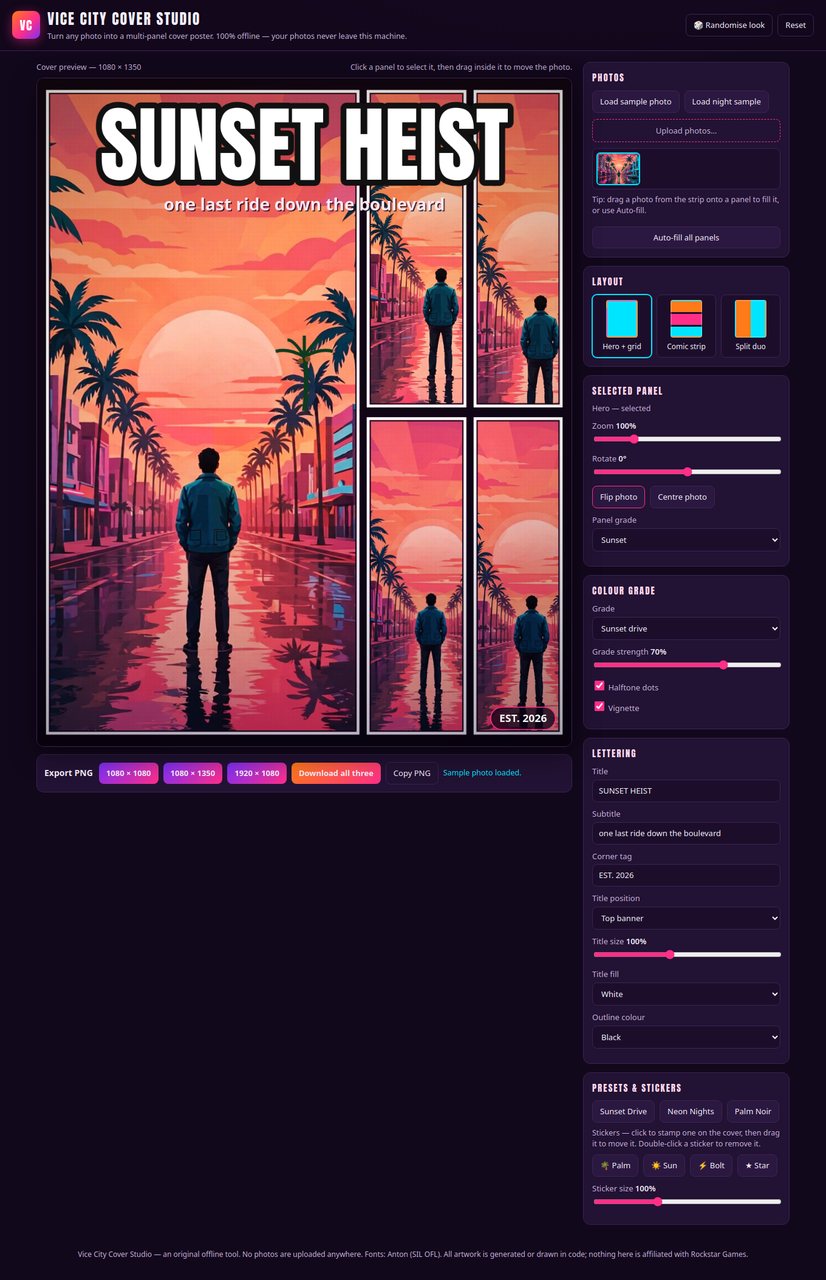 VC
VICE CITY COVER STUDIO
Turn any photo into a multi-panel cover poster. 100% offline — your photos never leave this machine.
🎲 Randomise look
Reset
Cover preview — 1080 × 1350
Click a panel to select it, then drag inside it to move the photo.
SUNSET HEIST
one last ride down the boulevard
EST. 2026
Export PNG
1080 × 1080
1080 × 1350
1920 × 1080
Download all three
Copy PNG
Sample photo loaded.
PHOTOS
Load sample photo
Load night sample
Upload photos…
Tip: drag a photo from the strip onto a panel to fill it,
or use Auto-fill.
Auto-fill all panels
LAYOUT
Hero + grid
Comic strip
Split duo
SELECTED PANEL
Hero — selected
Zoom 100%
Rotate 0°
Flip photo
Centre photo
Panel grade
Sunset
COLOUR GRADE
Grade
Sunset drive
Grade strength 70%
Halftone dots
Vignette
LETTERING
Title
SUNSET HEIST
Subtitle
one last ride down the boulevard
Corner tag
EST. 2026
Title position
Top banner
Title size 100%
Title fill
White
Outline colour
Black
PRESETS & STICKERS
Sunset Drive
Neon Nights
Palm Noir
Stickers — click to stamp one on the cover, then drag
it to move it. Double-click a sticker to remove it.
🌴 Palm
☀️ Sun
⚡ Bolt
★ Star
Sticker size 100%
Vice City Cover Studio — an original offline tool. No photos are uploaded anywhere. Fonts: Anton (SIL OFL). All artwork is generated or drawn in code; nothing here is affiliated with Rockstar Games.